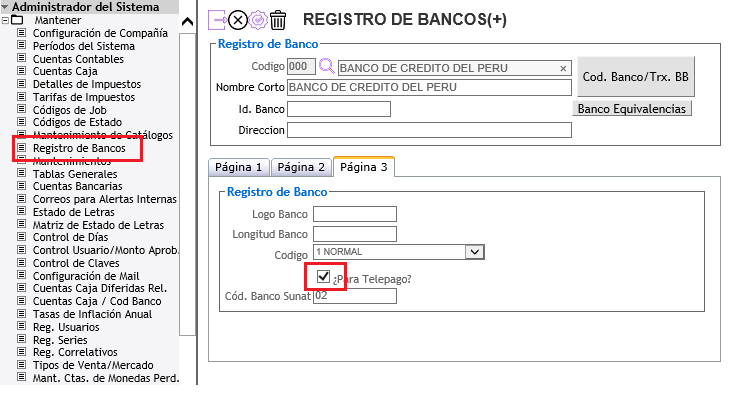 Administrador del Sistema
Mantener
Configuración de Compañía
Períodos del Sistema
Cuentas Contables
Cuentas Caja
Detalles de Impuestos
Tarifas de Impuestos
Códigos de Job
Códigos de Estado
Mantenimiento de Catálogos
Registro de Bancos
Mantenimientos
Tablas Generales
Cuentas Bancarias
Correos para Alertas Internas
Estado de Letras
Matriz de Estado de Letras
Control de Días
Control Usuario/Monto Aprob.
Control de Claves
Configuración de Mail
Cuentas Caja Diferidas Rel.
Cuentas Caja / Cod Banco
Tasas de Inflación Anual
Reg. Usuarios
Reg. Series
Reg. Correlativos
Tipos de Venta/Mercado
Mant. Ctas. de Monedas Perd.
REGISTRO DE BANCOS(+)
Registro de Banco
Codigo 000 BANCO DE CREDITO DEL PERU ×
Nombre Corto BANCO DE CREDITO DEL PERU
Id. Banco
Direccion
Cod. Banco/Trx. BB
Banco Equivalencias
Página 1 Página 2 Página 3
Registro de Banco
Logo Banco
Longitud Banco
Codigo 1 NORMAL
¿Para Telepago?
Cód. Banco Sunat 02